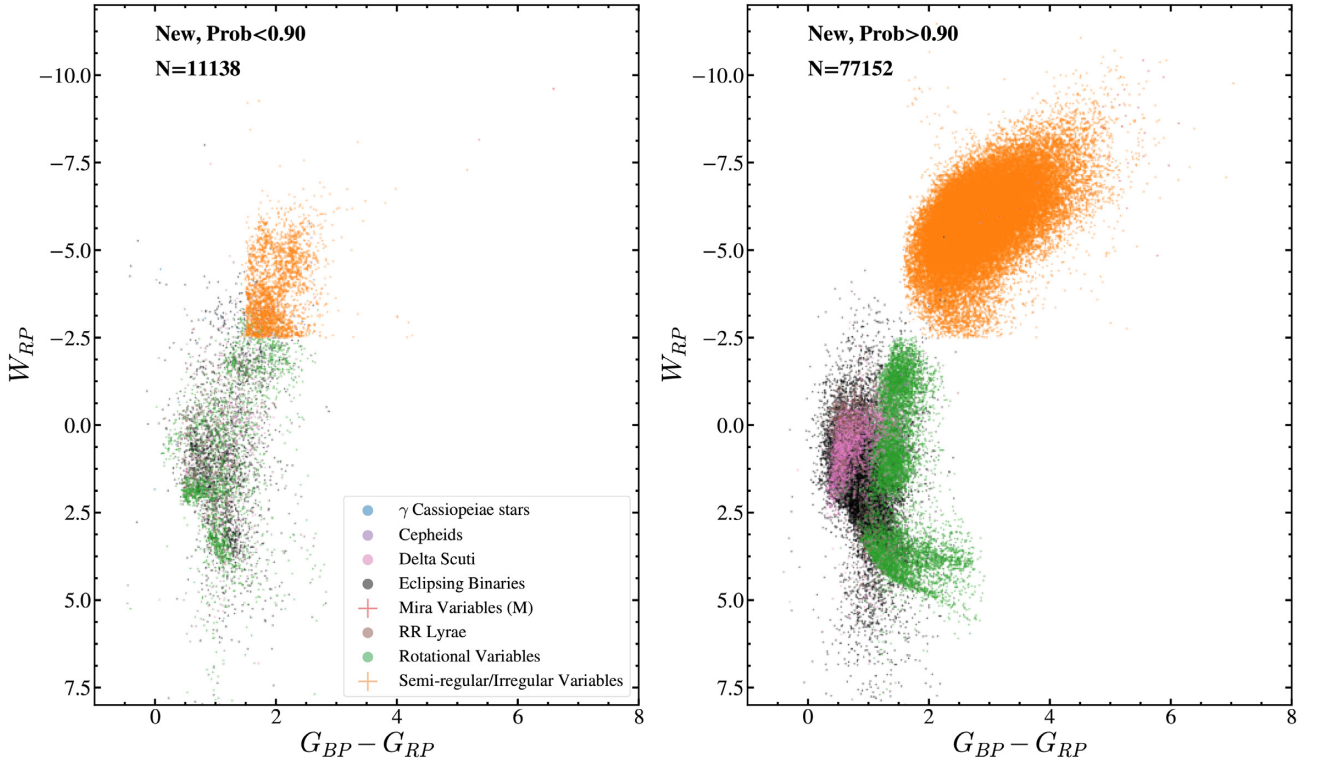 New, Prob<0.90
N=11138
−10.0
−7.5
−5.0
−2.5
0.0
2.5
5.0
7.5
W_RP
0
2
4
6
8
G_BP − G_RP
γ Cassiopeiae stars
Cepheids
Delta Scuti
Eclipsing Binaries
Mira Variables (M)
RR Lyrae
Rotational Variables
Semi-regular/Irregular Variables
New, Prob>0.90
N=77152
−10.0
−7.5
−5.0
−2.5
0.0
2.5
5.0
7.5
W_RP
0
2
4
6
8
G_BP − G_RP